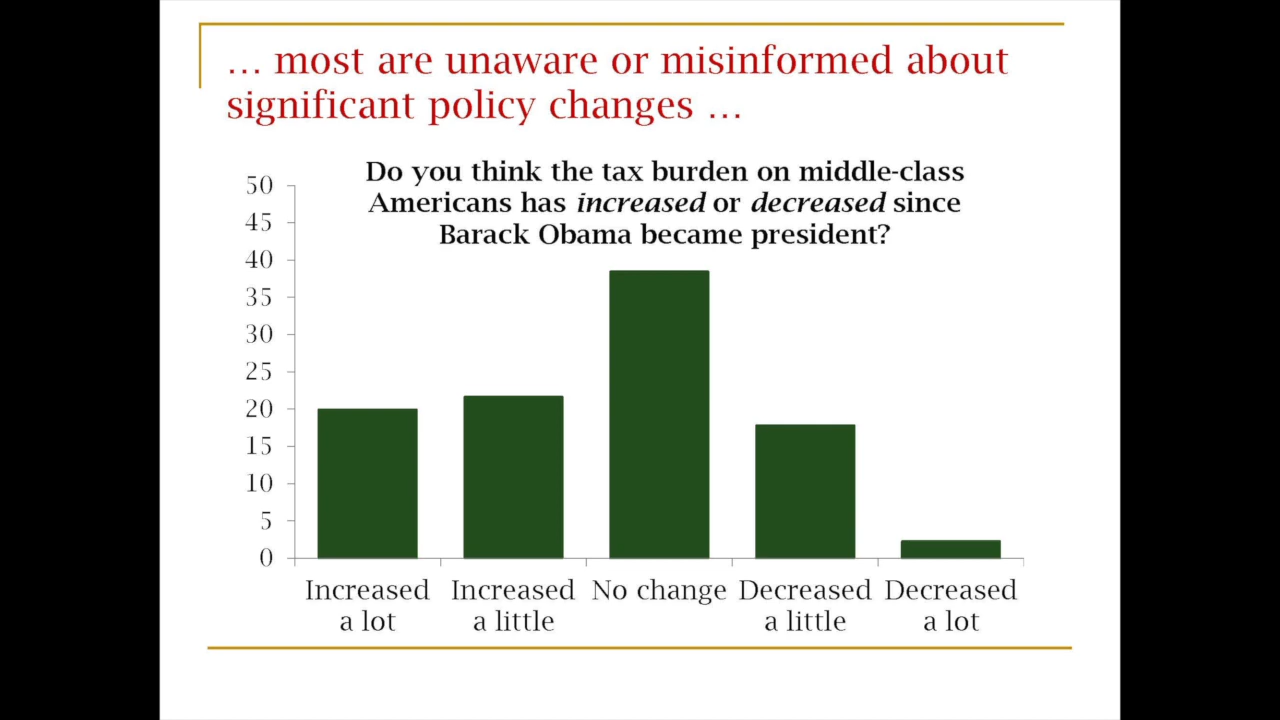 … most are unaware or misinformed about
significant policy changes …
Do you think the tax burden on middle-class
Americans has increased or decreased since
Barack Obama became president?
50
45
40
35
30
25
20
15
10
5
0
Increased a lot
Increased a little
No change
Decreased a little
Decreased a lot